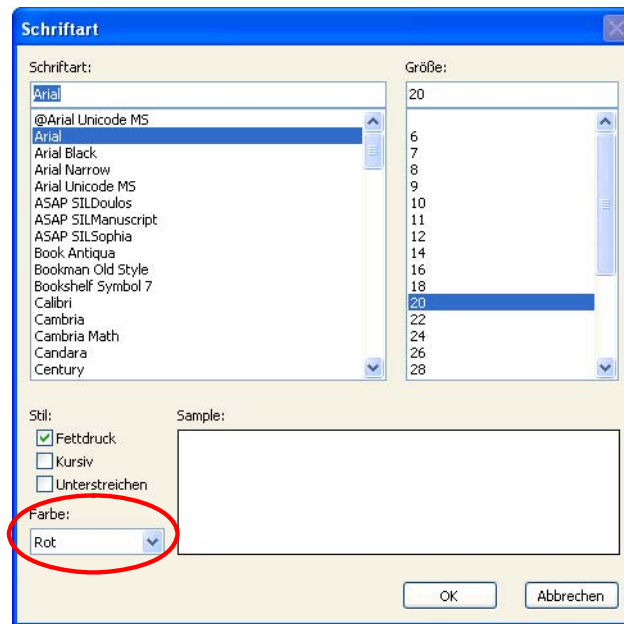 Schriftart
Schriftart:
Arial
@Arial Unicode MS
Arial
Arial Black
Arial Narrow
Arial Unicode MS
ASAP SILDoulos
ASAP SILManuscript
ASAP SILSophia
Book Antiqua
Bookman Old Style
Bookshelf Symbol 7
Calibri
Cambria
Cambria Math
Candara
Century
Größe:
20
6
7
8
9
10
11
12
14
16
18
20
22
24
26
28
Stil:
Fettdruck
Kursiv
Unterstreichen
Farbe:
Rot
Sample:
OK
Abbrechen